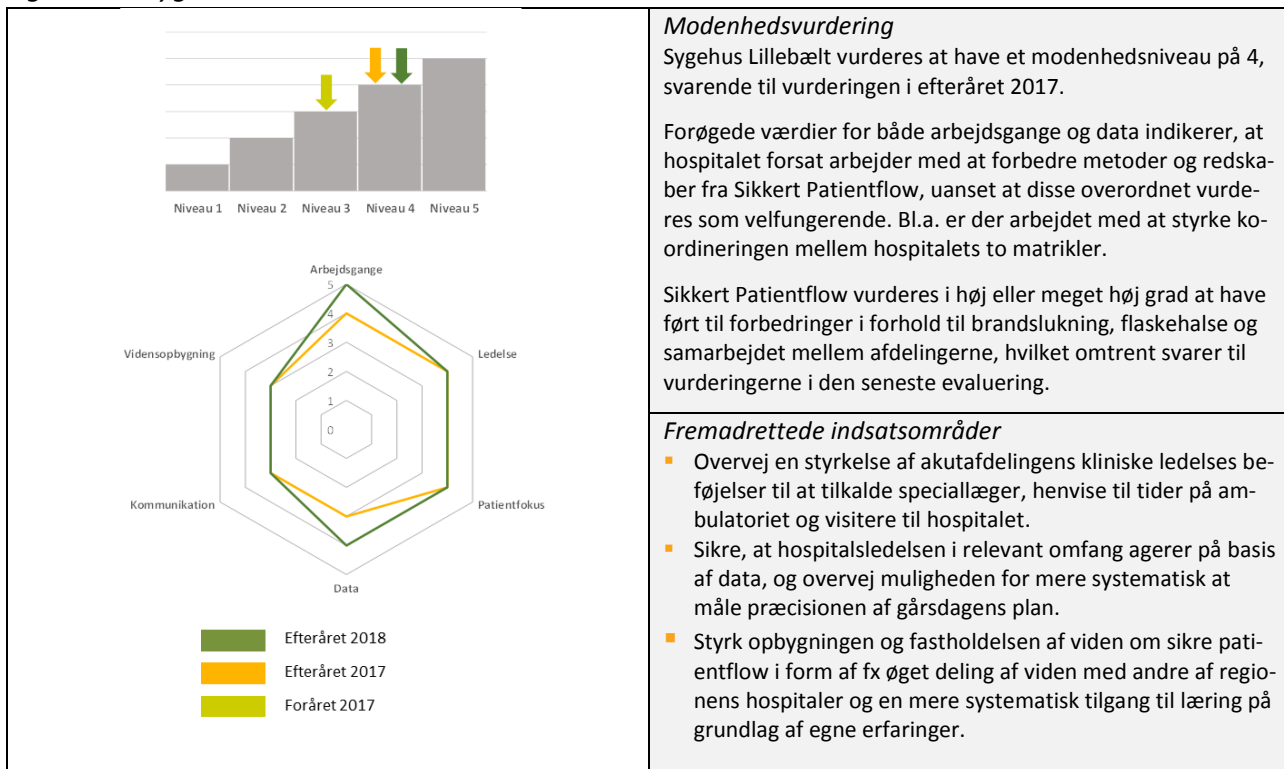 Niveau 1 Niveau 2 Niveau 3 Niveau 4 Niveau 5
Arbejdsgange
5
4
3
2
1
0
Vidensopbygning
Ledelse
Kommunikation
Patientfokus
Data
Efteråret 2018
Efteråret 2017
Foråret 2017
Modenhedsvurdering
Sygehus Lillebælt vurderes at have et modenhedsniveau på 4,
svarende til vurderingen i efteråret 2017.
Forøgede værdier for både arbejdsgange og data indikerer, at
hospitalet forsat arbejder med at forbedre metoder og redska-
ber fra Sikkert Patientflow, uanset at disse overordnet vurde-
res som velfungerende. Bl.a. er der arbejdet med at styrke ko-
ordineringen mellem hospitalets to matrikler.
Sikkert Patientflow vurderes i høj eller meget høj grad at have
ført til forbedringer i forhold til brandslukning, flaskehalse og
samarbejdet mellem afdelingerne, hvilket omtrent svarer til
vurderingerne i den seneste evaluering.
Fremadrettede indsatsområder
▪ Overvej en styrkelse af akutafdelingens kliniske ledelses be-
føjelser til at tilkalde speciallæger, henvise til tider på am-
bulatoriet og visitere til hospitalet.
▪ Sikre, at hospitalsledelsen i relevant omfang agerer på basis
af data, og overvej muligheden for mere systematisk at
måle præcisionen af gårsdagens plan.
▪ Styrk opbygningen og fastholdelsen af viden om sikre pati-
entflow i form af fx øget deling af viden med andre af regio-
nens hospitaler og en mere systematisk tilgang til læring på
grundlag af egne erfaringer.